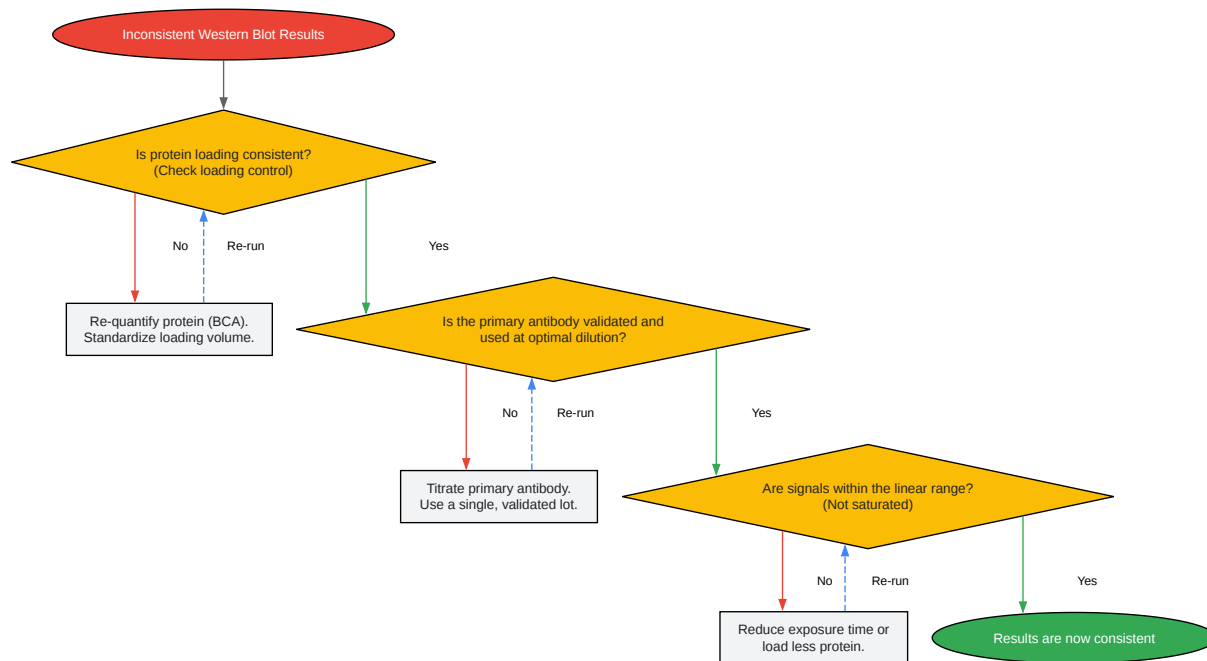 Inconsistent Western Blot Results
Is protein loading consistent?
(Check loading control)
No
Re-run
Yes
Re-quantify protein (BCA).
Standardize loading volume.
Is the primary antibody validated and
used at optimal dilution?
No
Re-run
Yes
Titrate primary antibody.
Use a single, validated lot.
Are signals within the linear range?
(Not saturated)
No
Re-run
Yes
Reduce exposure time or
load less protein.
Results are now consistent